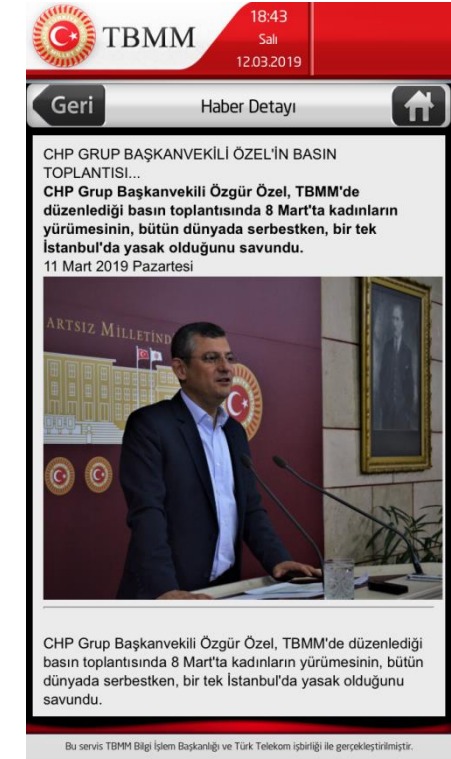 TBMM
18:43
Salı
12.03.2019
Geri
Haber Detayı
CHP GRUP BAŞKANVEKİLİ ÖZEL'İN BASIN
TOPLANTISI...
CHP Grup Başkanvekili Özgür Özel, TBMM'de
düzenlediği basın toplantısında 8 Mart'ta kadınların
yürümesinin, bütün dünyada serbestken, bir tek
İstanbul'da yasak olduğunu savundu.
11 Mart 2019 Pazartesi
ARTSIZ MİLLETİND
CHP Grup Başkanvekili Özgür Özel, TBMM'de düzenlediği
basın toplantısında 8 Mart'ta kadınların yürümesinin, bütün
dünyada serbestken, bir tek İstanbul'da yasak olduğunu
savundu.
Bu servis TBMM Bilgi İşlem Başkanlığı ve Türk Telekom işbirliği ile gerçekleştirilmiştir.